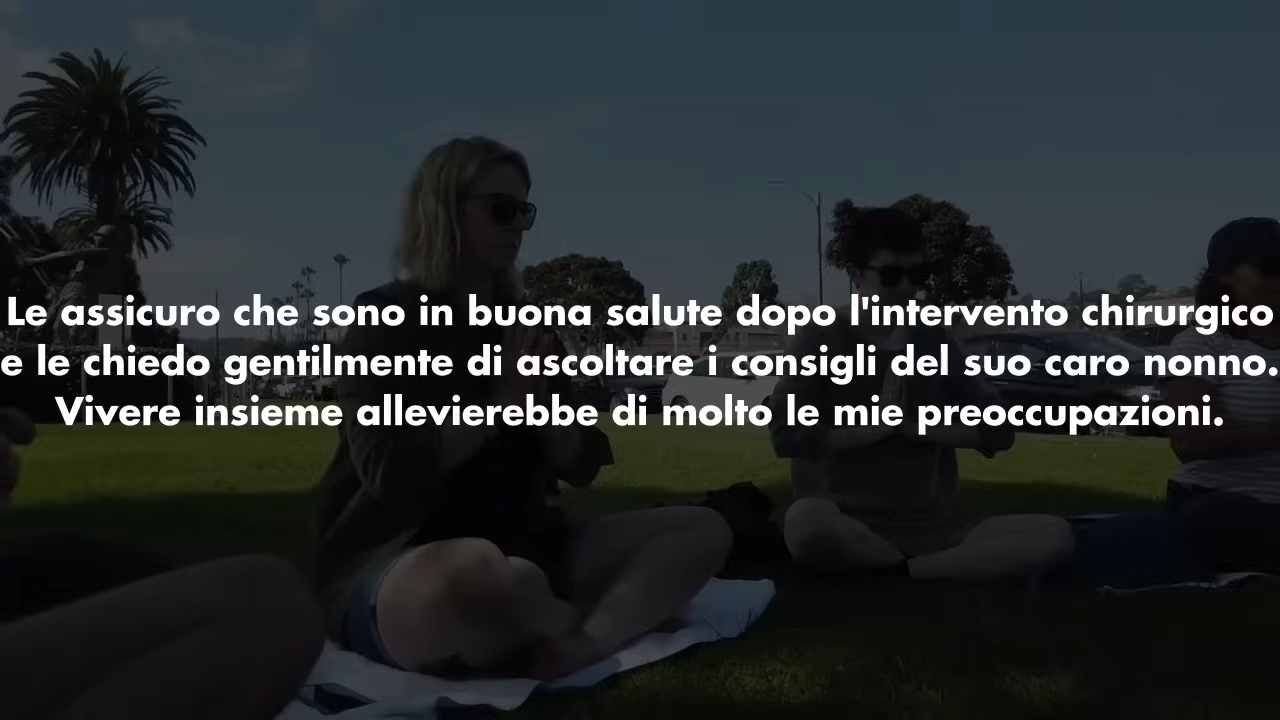 Le assicuro che sono in buona salute dopo l'intervento chirurgico
e le chiedo gentilmente di ascoltare i consigli del suo caro nonno.
Vivere insieme allevierebbe di molto le mie preoccupazioni.